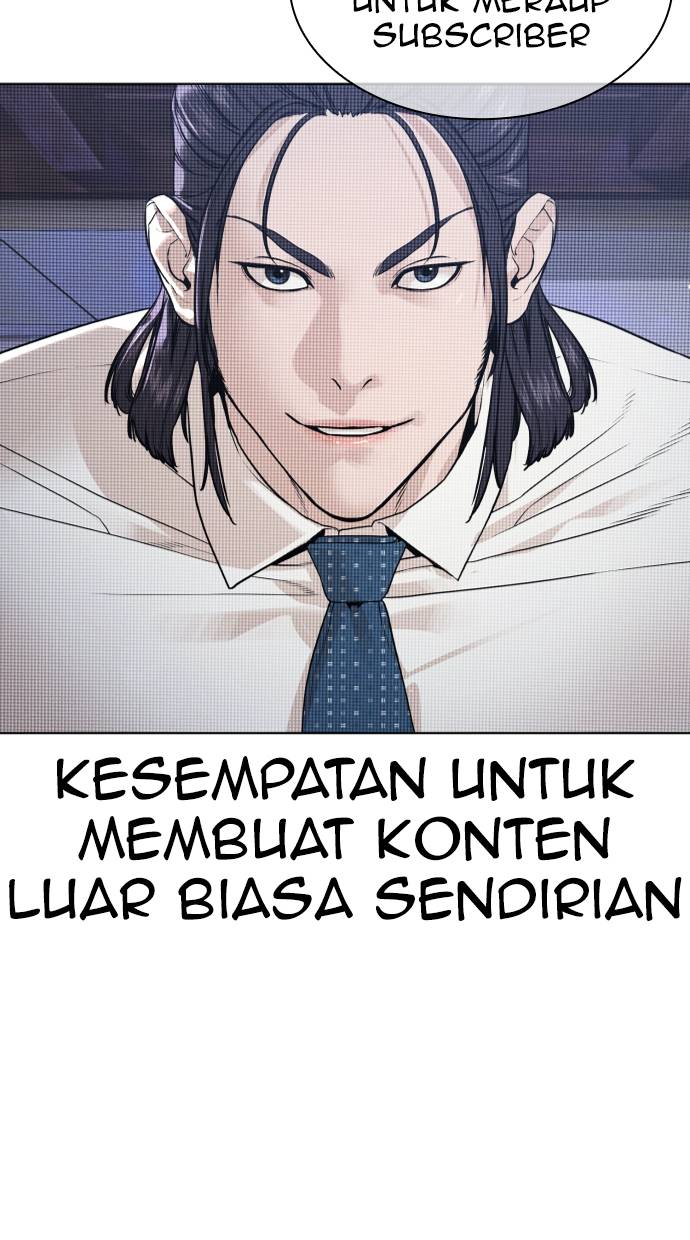 UNTUK MERAUP
SUBSCRIBER
KESEMPATAN UNTUK
MEMBUAT KONTEN
LUAR BIASA SENDIRIAN